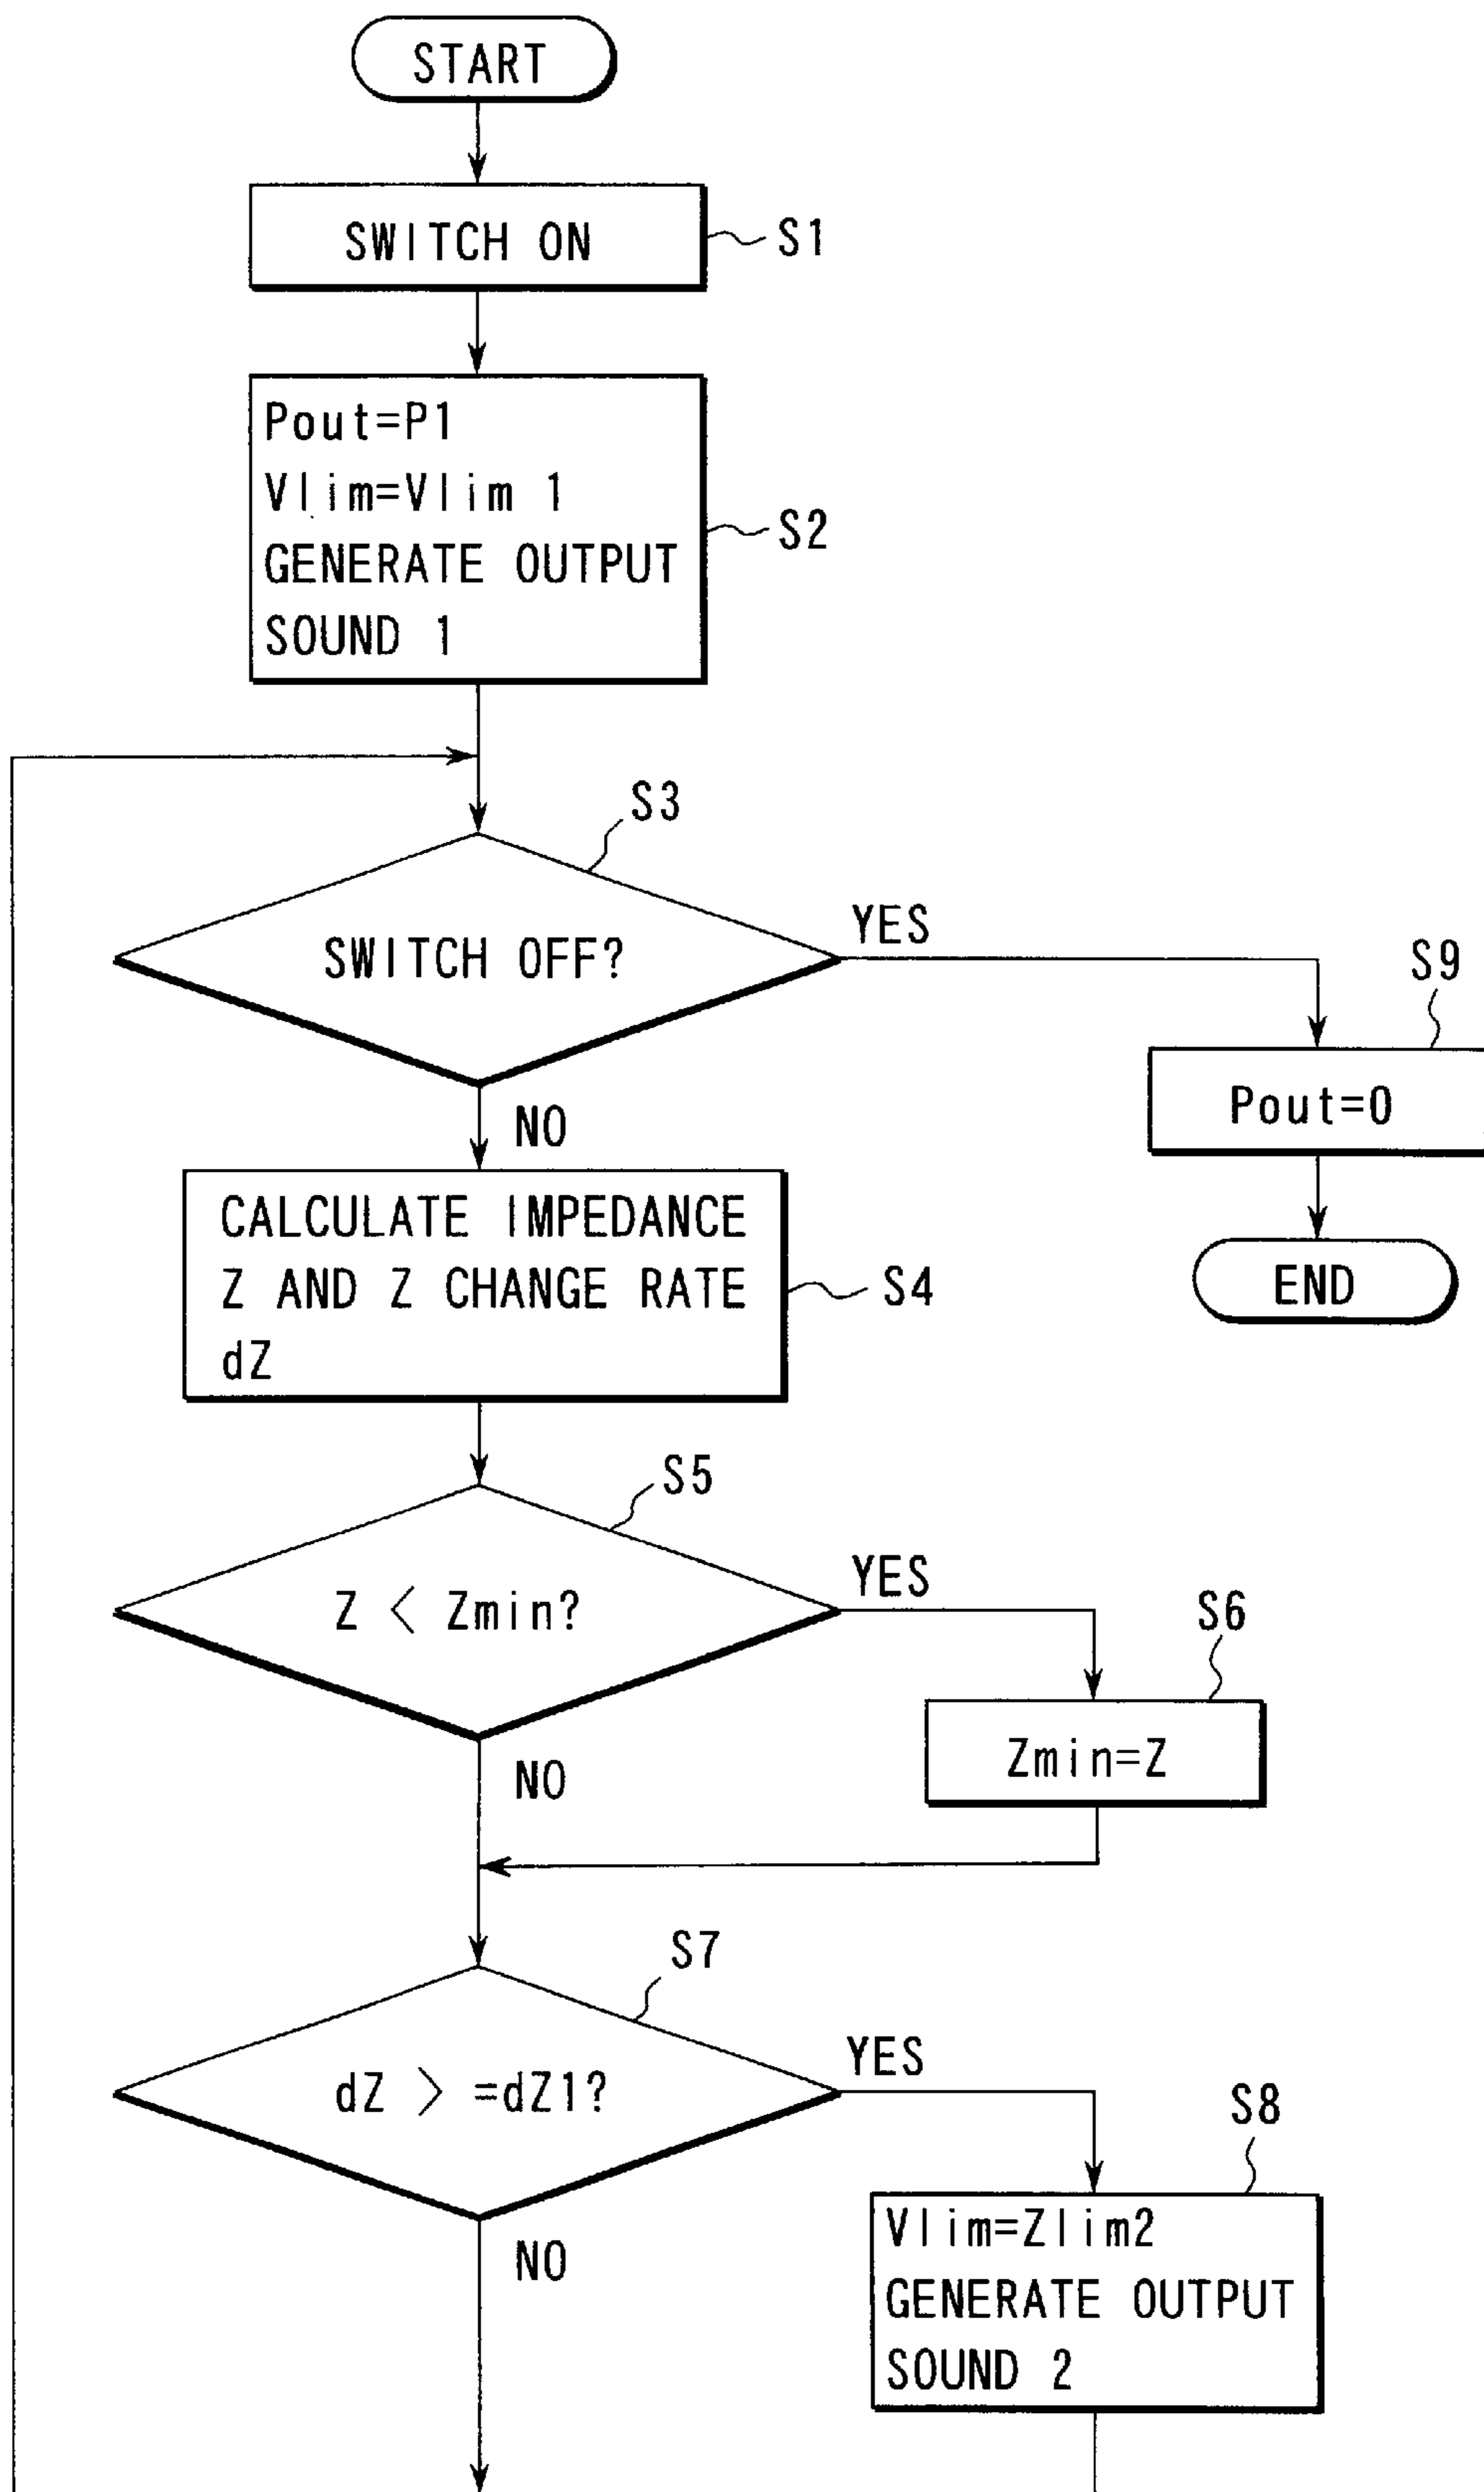 START
SWITCH ON
S1
Pout=P1
Vlim=Vlim 1
GENERATE OUTPUT
SOUND 1
S2
S3
SWITCH OFF?
YES
S9
Pout=0
END
NO
CALCULATE IMPEDANCE
Z AND Z CHANGE RATE
dZ
S4
S5
Z < Zmin?
YES
S6
Zmin=Z
NO
S7
dZ > =dZ1?
YES
S8
Vlim=Zlim2
GENERATE OUTPUT
SOUND 2
NO